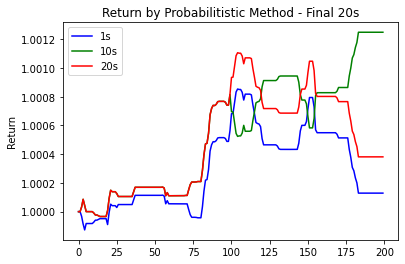 Return by Probabilitistic Method - Final 20s
1s
10s
20s
Return
1.0012
1.0010
1.0008
1.0006
1.0004
1.0002
1.0000
0 25 50 75 100 125 150 175 200